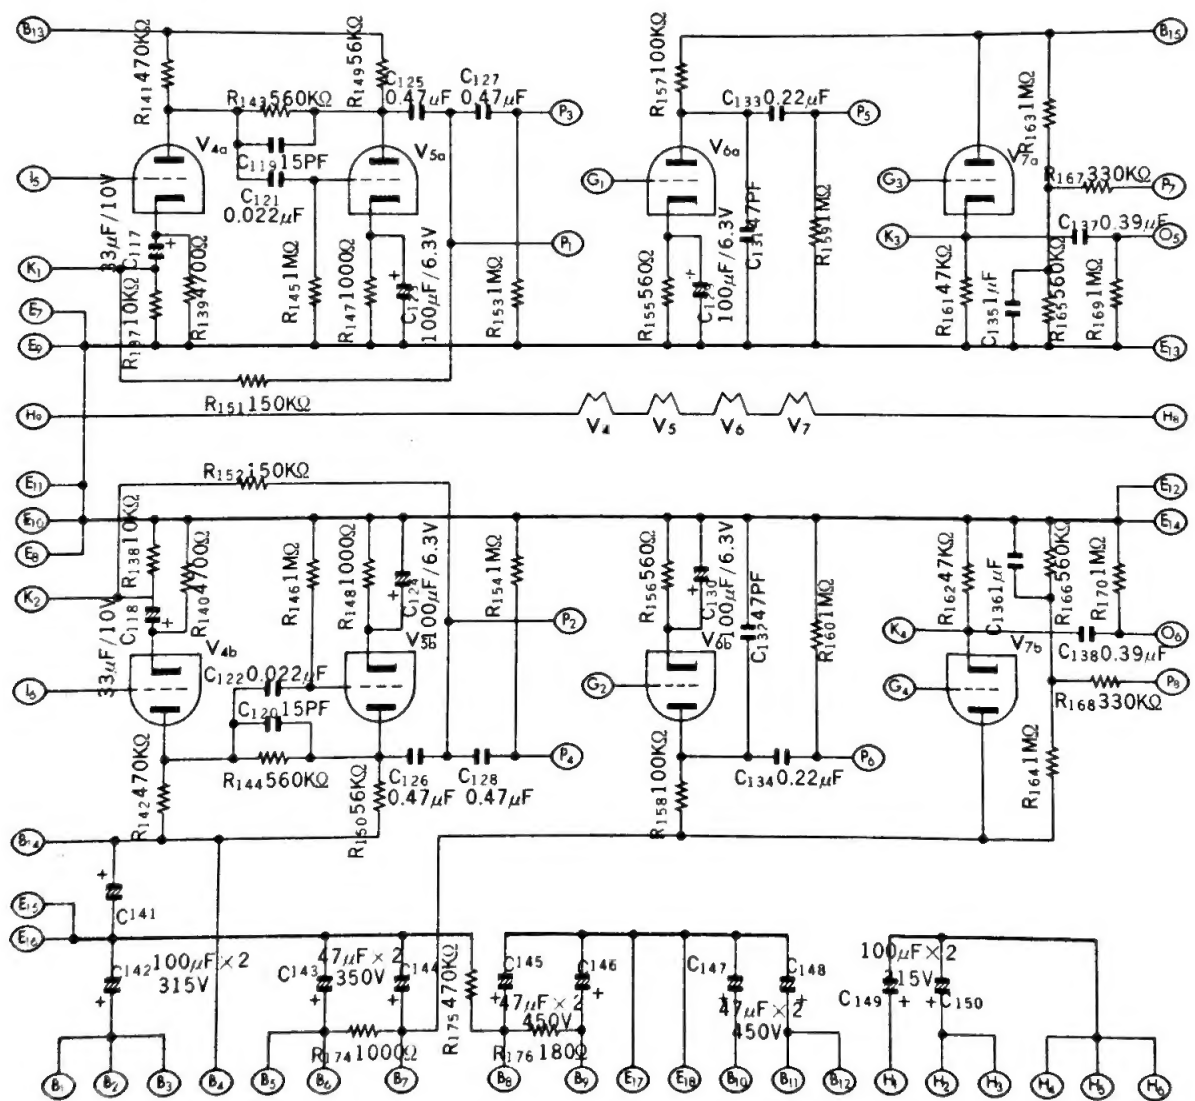 B13
R141 470KΩ
R149 56KΩ
R143 560KΩ
C125
0.47μF
C127
0.47μF
P3
R157 100KΩ
C133 0.22μF
P5
B15
R163 1MΩ
V4a
C119 15PF
C121
0.022μF
V5a
V6a
V7a
I5
G1
G3
R167 330KΩ
P7
33μF/10V
C117
+
K1
P1
K3
C137 0.39μF
O5
R137 10KΩ
R139 4700Ω
R145 1MΩ
R147 1000Ω
+
C123
100μF/6.3V
R153 1MΩ
R155 560Ω
C129
100μF/6.3V
C131 47PF
R159 1MΩ
R161 47KΩ
C135 1μF
R165 560KΩ
R169 1MΩ
E7
E9
E13
R151 150KΩ
H9
V4
V5
V6
V7
H8
R152 150KΩ
E11
E12
E10
E14
E8
R138 10KΩ
R140 4700Ω
R146 1MΩ
R148 1000Ω
+
C124
100μF/6.3V
R154 1MΩ
R156 560Ω
+
C130
100μF/6.3V
C132 47PF
R160 1MΩ
R162 47KΩ
C136 1μF
R166 560KΩ
R170 1MΩ
K2
33μF/10V
C118
+
P2
K4
O6
V4b
V5b
V6b
V7b
C138 0.39μF
C122 0.022μF
C120 15PF
I6
G2
G4
P8
R168 330KΩ
R142 470KΩ
R144 560KΩ
R150 56KΩ
C126
0.47μF
C128
0.47μF
P4
R158 100KΩ
C134 0.22μF
P6
R164 1MΩ
B14
+
C141
E15
E16
C142
100μF×2
315V
+
C143
47μF×2
350V
+
C144
+
R175 470KΩ
C145
+
47μF×2
450V
C146
+
C147
+
47μF×2
450V
C148
+
100μF×2
315V
C149
+
+
C150
R174 1000Ω
R176 180Ω
B1
B2
B3
B4
B5
B6
B7
B8
B9
E17
E18
B10
B11
B12
H1
H2
H3
H4
H5
H6